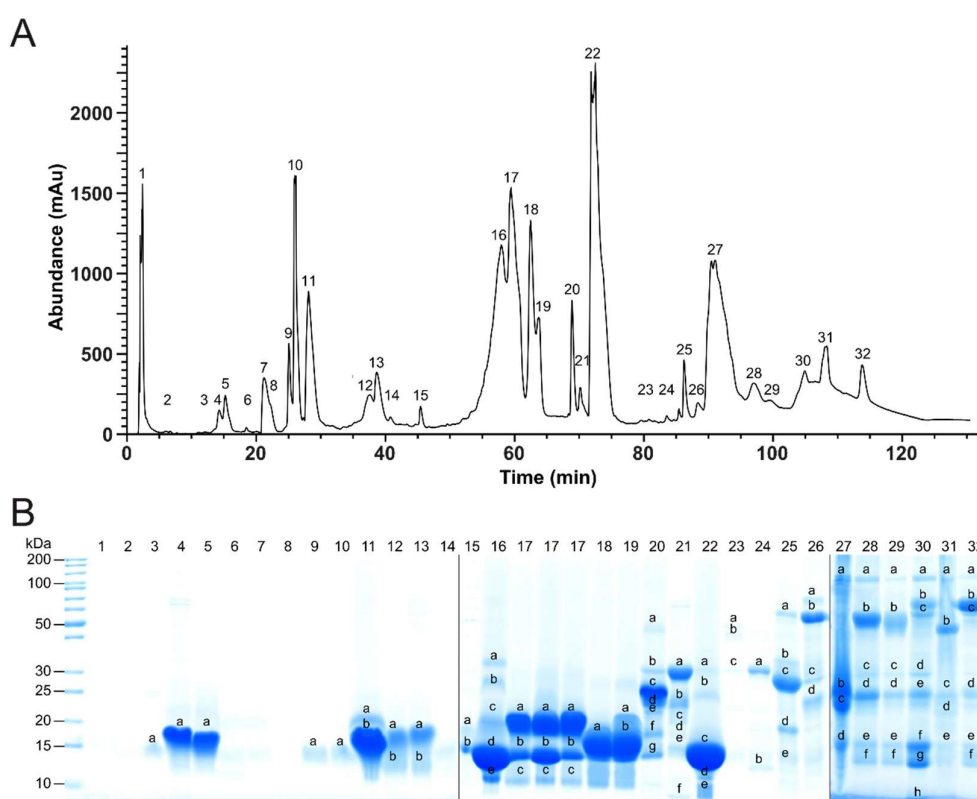 A
Abundance (mAu)
2000
1500
1000
500
0
1 2 3 4 5 6 7 8 9 10 11 12 13 14 15 16 17 18 19 20 21 22 23 24 25 26 27 28 29 30 31 32
0 20 40 60 80 100 120
Time (min)
B
kDa 1 2 3 4 5 6 7 8 9 10 11 12 13 14 15 16 17 17 17 18 19 20 21 22 23 24 25 26 27 28 29 30 31 32
200
100
50
30
25
20
15
10
a
a a
a a
a b
a a
b b
a
b
a b c d e
a b c
a b c
a b c
a
b
a
b
a b c d e f g
a b c d e f
a b c d e
a b c
a b
a b c d e
a b c d
a b c d
a b c d e f
a b c d e f
a b c d e f g h
a b c d e
a b c d e f